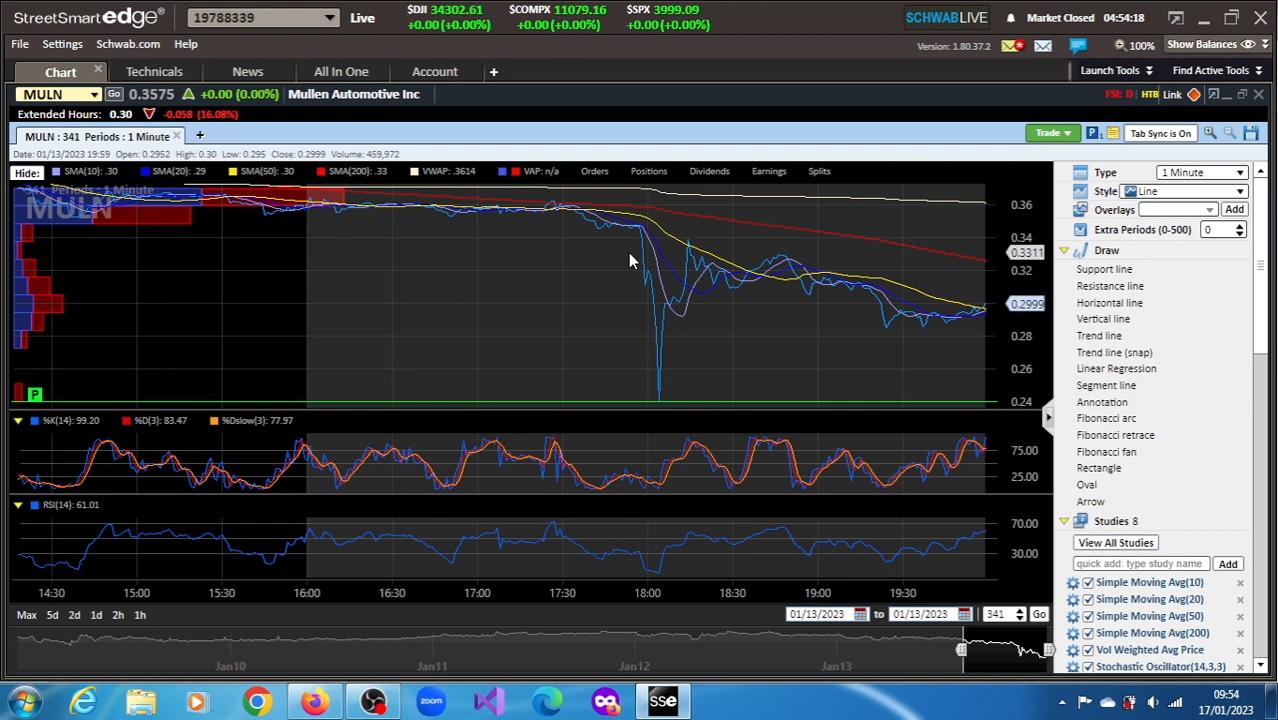 StreetSmart edge® 19788339 Live $DJI 34302.61 $COMPX 11079.16 $SPX 3999.09 SCHWABLIVE Market Closed 04:54:18
+0.00 (+0.00%) +0.00 (+0.00%) +0.00 (+0.00%)
File Settings Schwab.com Help Version: 1.80.37.2 100% Show Balances
Chart Technicals News All In One Account + Launch Tools Find Active Tools
MULN Go 0.3575 +0.00 (0.00%) Mullen Automotive Inc FSI: D HTB Link
Extended Hours: 0.30 -0.058 (16.08%)
MULN : 341 Periods : 1 Minute + Trade P 1 Tab Sync is On
Date: 01/13/2023 19:59 Open: 0.2952 High: 0.30 Low: 0.295 Close: 0.2999 Volume: 459,972
Hide: SMA(10): .30 SMA(20): .29 SMA(50): .30 SMA(200): .33 VWAP: .3614 VAP: n/a Orders Positions Dividends Earnings Splits
341 Periods : 1 Minute
MULN
0.36
0.34
0.3311
0.32
0.2999
0.28
0.26
0.24
P
%K(14): 99.20 %D(3): 83.47 %Dslow(3): 77.97
75.00
25.00
RSI(14): 61.01
70.00
30.00
14:30 15:00 15:30 16:00 16:30 17:00 17:30 18:00 18:30 19:00 19:30
Max 5d 2d 1d 2h 1h 01/13/2023 to 01/13/2023 341 Go
Jan10 Jan11 Jan12 Jan13
Type 1 Minute
Style Line
Overlays Add
Extra Periods (0-500) 0
Draw
Support line
Resistance line
Horizontal line
Vertical line
Trend line
Trend line (snap)
Linear Regression
Segment line
Annotation
Fibonacci arc
Fibonacci retrace
Fibonacci fan
Rectangle
Oval
Arrow
Studies 8
View All Studies
quick add: type study name Add
Simple Moving Avg(10)
Simple Moving Avg(20)
Simple Moving Avg(50)
Simple Moving Avg(200)
Vol Weighted Avg Price
Stochastic Oscillator(14,3,3)
zoom sse 09:54
17/01/2023